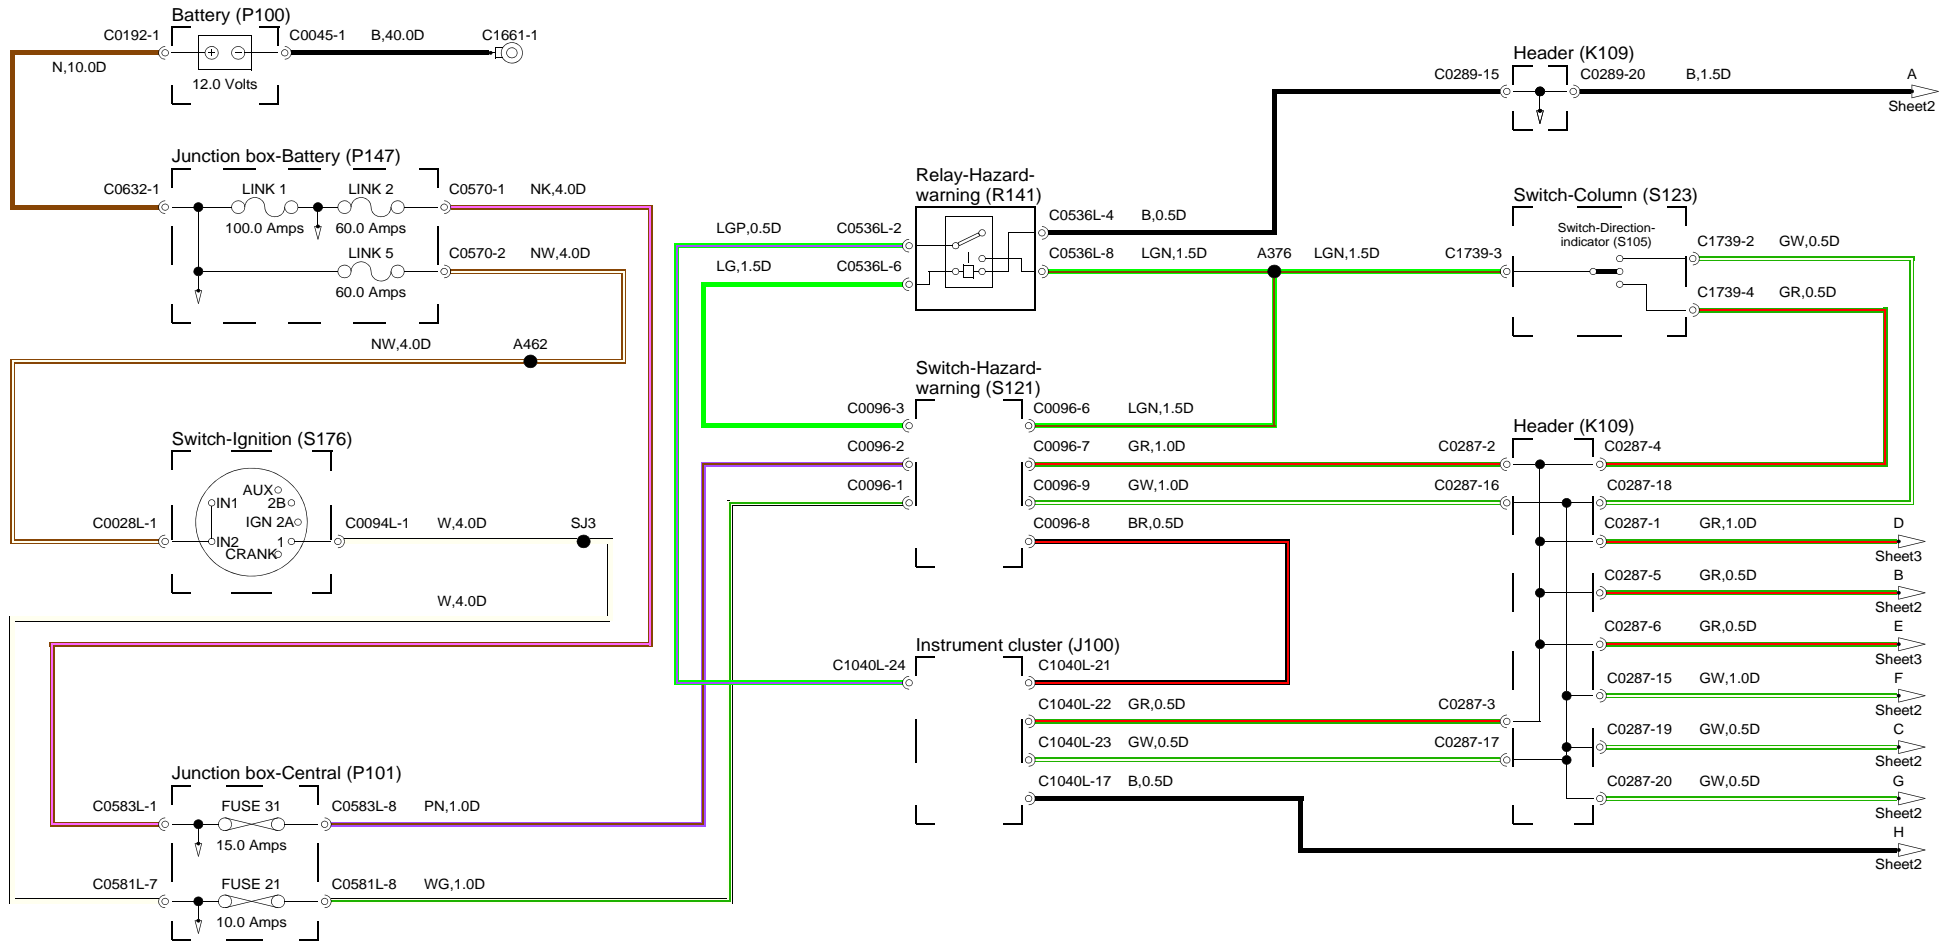 Battery (P100)
C0192-1
C0045-1
B,40.0D
C1661-1
N,10.0D
12.0 Volts
Junction box-Battery (P147)
C0632-1
LINK 1
LINK 2
C0570-1
NK,4.0D
100.0 Amps
60.0 Amps
LINK 5
C0570-2
NW,4.0D
60.0 Amps
NW,4.0D
A462
Switch-Ignition (S176)
AUX
IN1
2B
IGN 2A
C0028L-1
IN2
1
CRANK
C0094L-1
W,4.0D
SJ3
W,4.0D
Junction box-Central (P101)
C0583L-1
FUSE 31
C0583L-8
PN,1.0D
15.0 Amps
C0581L-7
FUSE 21
C0581L-8
WG,1.0D
10.0 Amps
Relay-Hazard-
warning (R141)
LGP,0.5D
C0536L-2
C0536L-4
B,0.5D
LG,1.5D
C0536L-6
C0536L-8
LGN,1.5D
A376
LGN,1.5D
C1739-3
Switch-Hazard-
warning (S121)
C0096-3
C0096-6
LGN,1.5D
C0096-2
C0096-7
GR,1.0D
C0287-2
C0096-1
C0096-9
GW,1.0D
C0287-16
C0096-8
BR,0.5D
Instrument cluster (J100)
C1040L-24
C1040L-21
C1040L-22
GR,0.5D
C0287-3
C1040L-23
GW,0.5D
C0287-17
C1040L-17
B,0.5D
Header (K109)
C0289-15
C0289-20
B,1.5D
A
Sheet2
Switch-Column (S123)
Switch-Direction-
indicator (S105)
C1739-2
GW,0.5D
C1739-4
GR,0.5D
Header (K109)
C0287-4
C0287-18
C0287-1
GR,1.0D
D
Sheet3
C0287-5
GR,0.5D
B
Sheet2
C0287-6
GR,0.5D
E
Sheet3
C0287-15
GW,1.0D
F
Sheet2
C0287-19
GW,0.5D
C
Sheet2
C0287-20
GW,0.5D
G
Sheet2
H
Sheet2